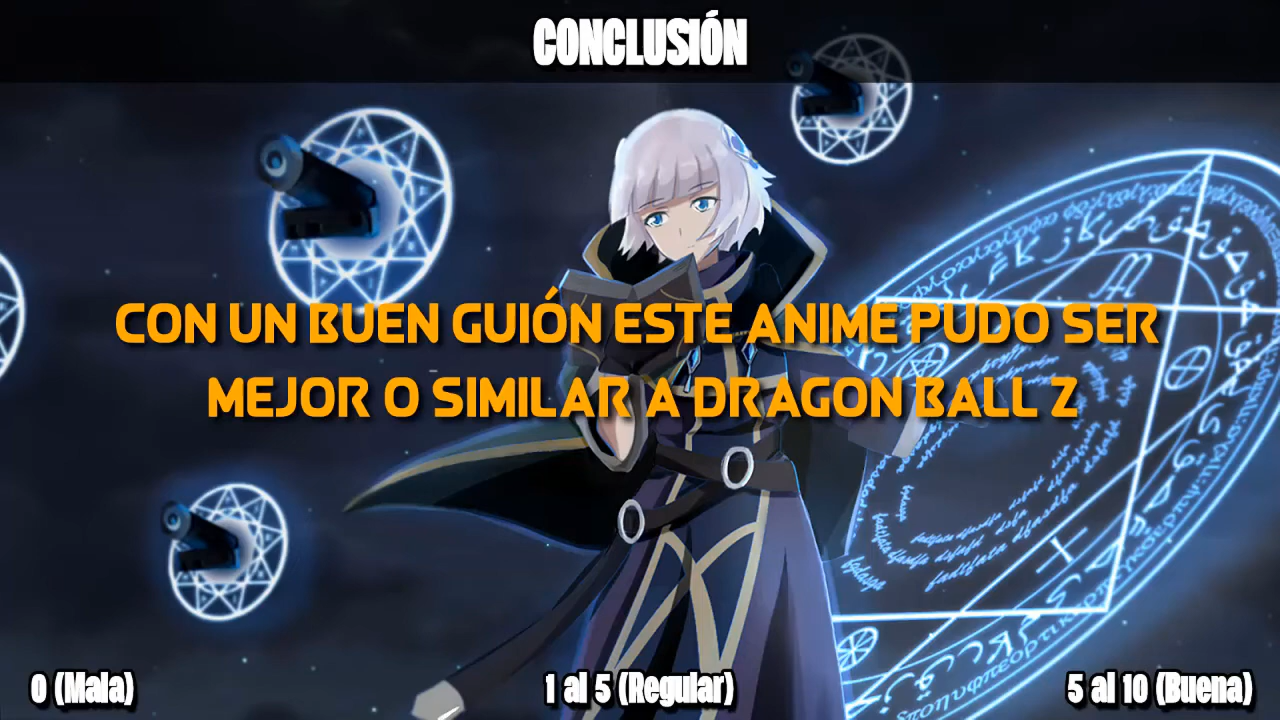 CONCLUSIÓN
CON UN BUEN GUIÓN ESTE ANIME PUDO SER
MEJOR O SIMILAR A DRAGON BALL Z
0 (Mala)
1 al 5 (Regular)
5 al 10 (Buena)